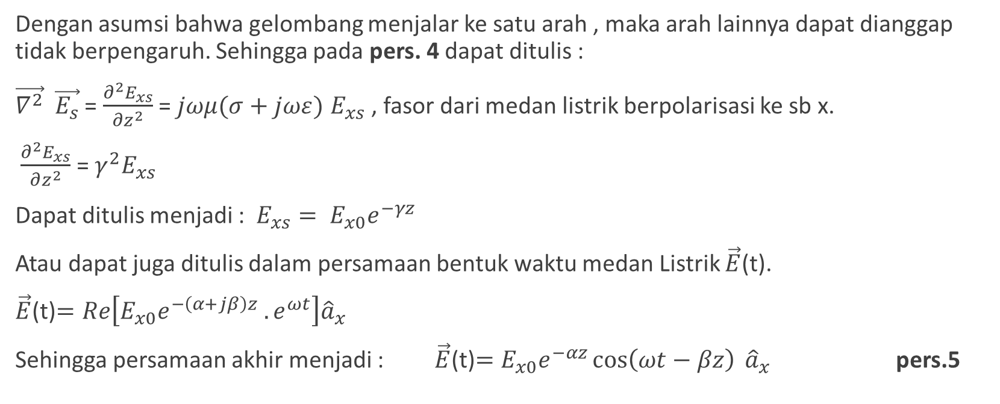 Dengan asumsi bahwa gelombang menjalar ke satu arah , maka arah lainnya dapat dianggap
tidak berpengaruh. Sehingga pada pers. 4 dapat ditulis :
$\overrightarrow{\nabla^2}\ \overrightarrow{E_s} = \frac{\partial^2 E_{xs}}{\partial z^2} = j\omega\mu(\sigma + j\omega\varepsilon)\ E_{xs}$ , fasor dari medan listrik berpolarisasi ke sb x.
$\frac{\partial^2 E_{xs}}{\partial z^2} = \gamma^2 E_{xs}$
Dapat ditulis menjadi : $E_{xs} = E_{x0}e^{-\gamma z}$
Atau dapat juga ditulis dalam persamaan bentuk waktu medan Listrik $\vec{E}$(t).
$\vec{E}$(t)= $Re[E_{x0}e^{-(\alpha+j\beta)z} . e^{\omega t}]\hat{a}_x$
Sehingga persamaan akhir menjadi : $\vec{E}$(t)= $E_{x0}e^{-\alpha z} \cos(\omega t - \beta z)\ \hat{a}_x$ pers.5